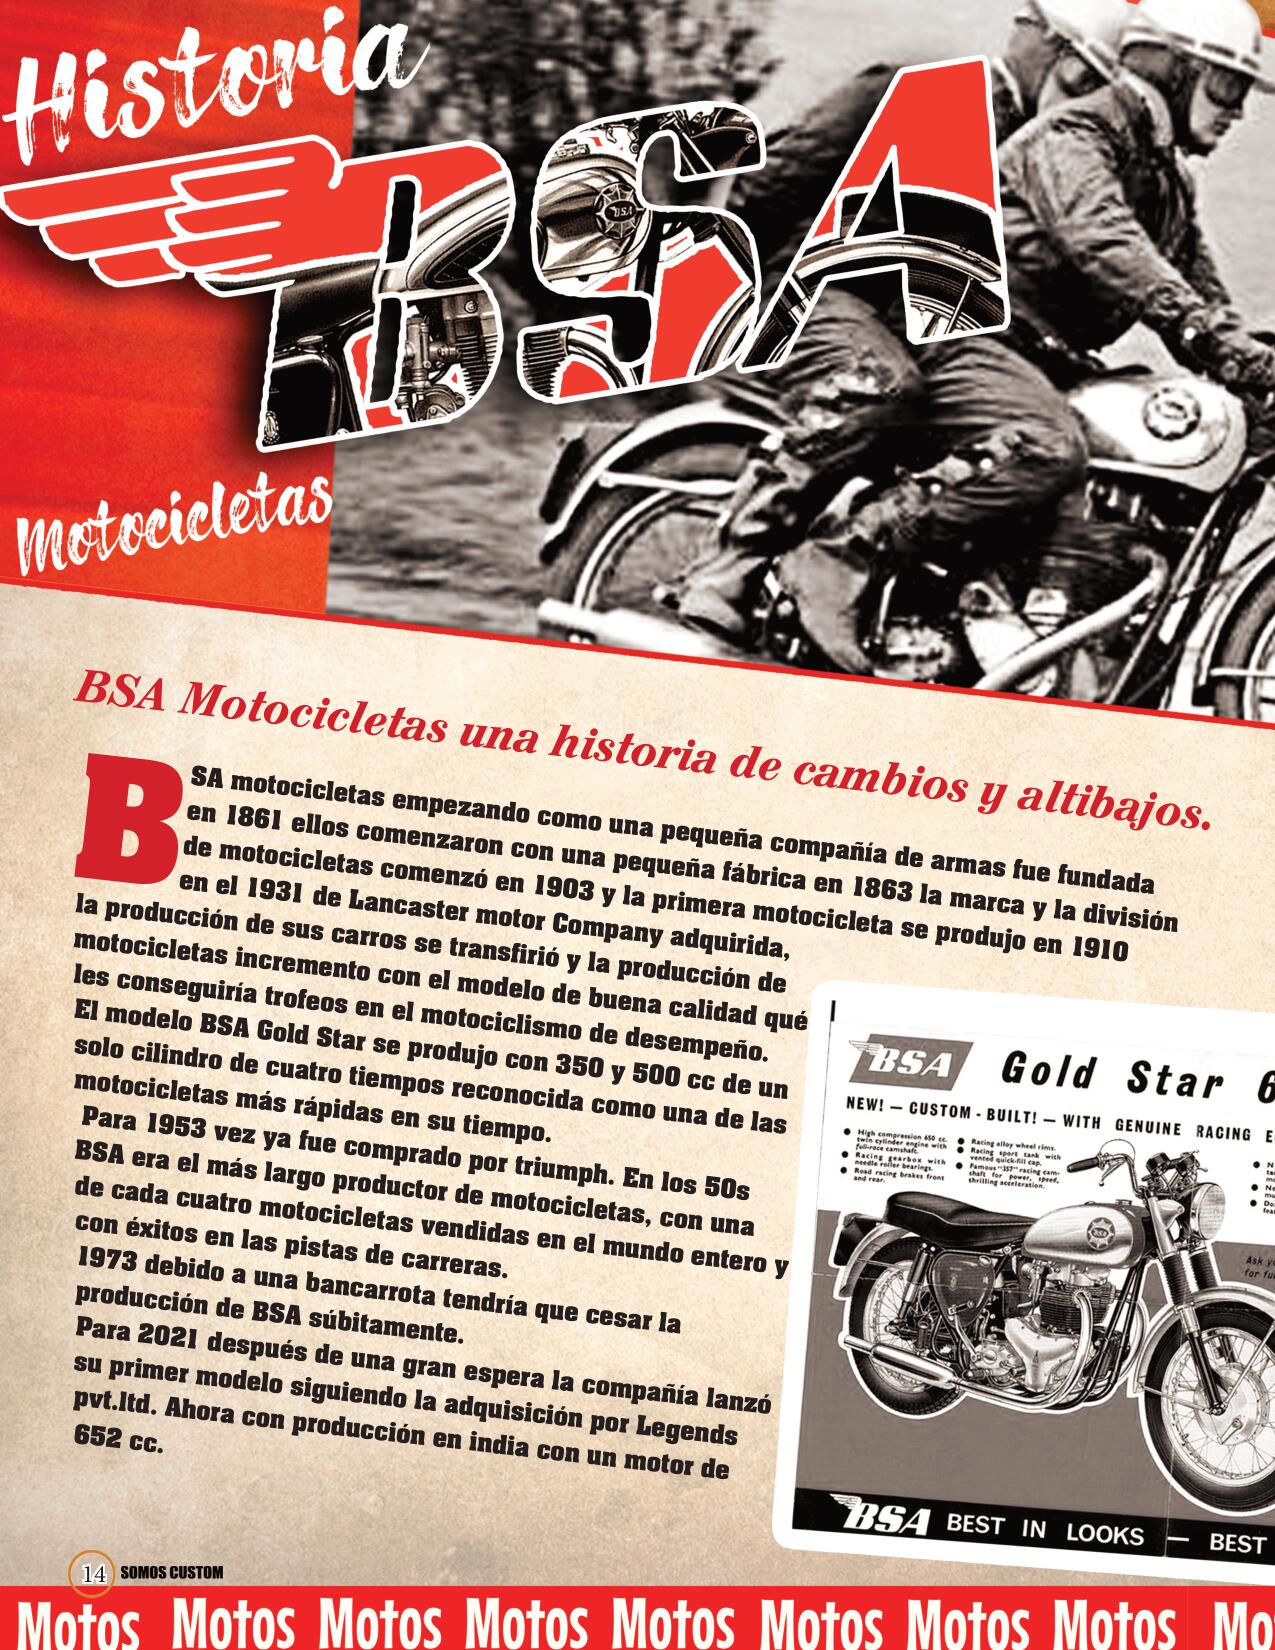 Historia
BSA
BSA
Motocicletas
BSA Motocicletas una historia de cambios y altibajos.
BSA motocicletas empezando como una pequeña compañía de armas fue fundada
en 1861 ellos comenzaron con una pequeña fábrica en 1863 la marca y la división
de motocicletas comenzó en 1903 y la primera motocicleta se produjo en 1910
en el 1931 de Lancaster motor Company adquirida,
la producción de sus carros se transfirió y la producción de
motocicletas incremento con el modelo de buena calidad qué
les conseguiría trofeos en el motociclismo de desempeño.
El modelo BSA Gold Star se produjo con 350 y 500 cc de un
solo cilindro de cuatro tiempos reconocida como una de las
motocicletas más rápidas en su tiempo.
Para 1953 vez ya fue comprado por triumph. En los 50s
BSA era el más largo productor de motocicletas, con una
de cada cuatro motocicletas vendidas en el mundo entero y
con éxitos en las pistas de carreras.
1973 debido a una bancarrota tendría que cesar la
producción de BSA súbitamente.
Para 2021 después de una gran espera la compañía lanzó
su primer modelo siguiendo la adquisición por Legends
pvt.ltd. Ahora con producción en india con un motor de
652 cc.
BSA Gold Star 6
NEW! — CUSTOM-BUILT! — WITH GENUINE RACING E
● High compression 650 cc.
twin cylinder engine with
full-race camshaft.
● Racing gearbox with
needle roller bearings.
● Road racing brakes front
and rear.
● Racing alloy wheel rims.
● Racing sport tank with
vented quick-fill cap.
● Famous "357" racing cam-
shaft for power, speed,
thrilling acceleration.
Ask yo
for fu
BSA BEST IN LOOKS — BEST
14 SOMOS CUSTOM
Motos Motos Motos Motos Motos Motos Motos Motos Mo